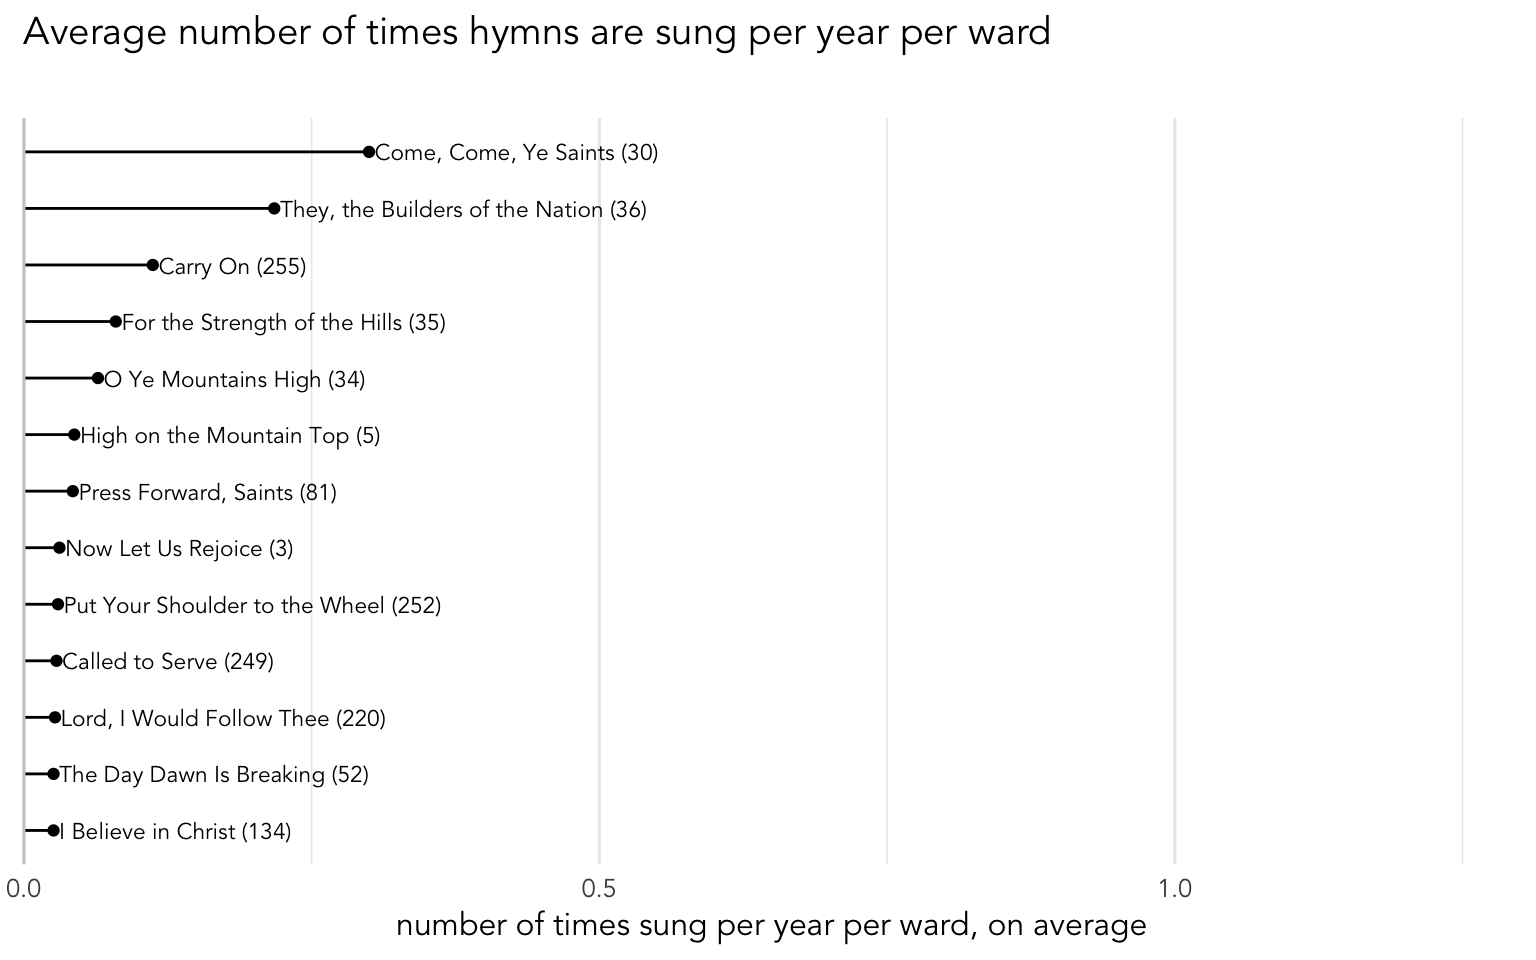 Average number of times hymns are sung per year per ward
Come, Come, Ye Saints (30)
They, the Builders of the Nation (36)
Carry On (255)
For the Strength of the Hills (35)
O Ye Mountains High (34)
High on the Mountain Top (5)
Press Forward, Saints (81)
Now Let Us Rejoice (3)
Put Your Shoulder to the Wheel (252)
Called to Serve (249)
Lord, I Would Follow Thee (220)
The Day Dawn Is Breaking (52)
I Believe in Christ (134)
0.0 0.5 1.0
number of times sung per year per ward, on average